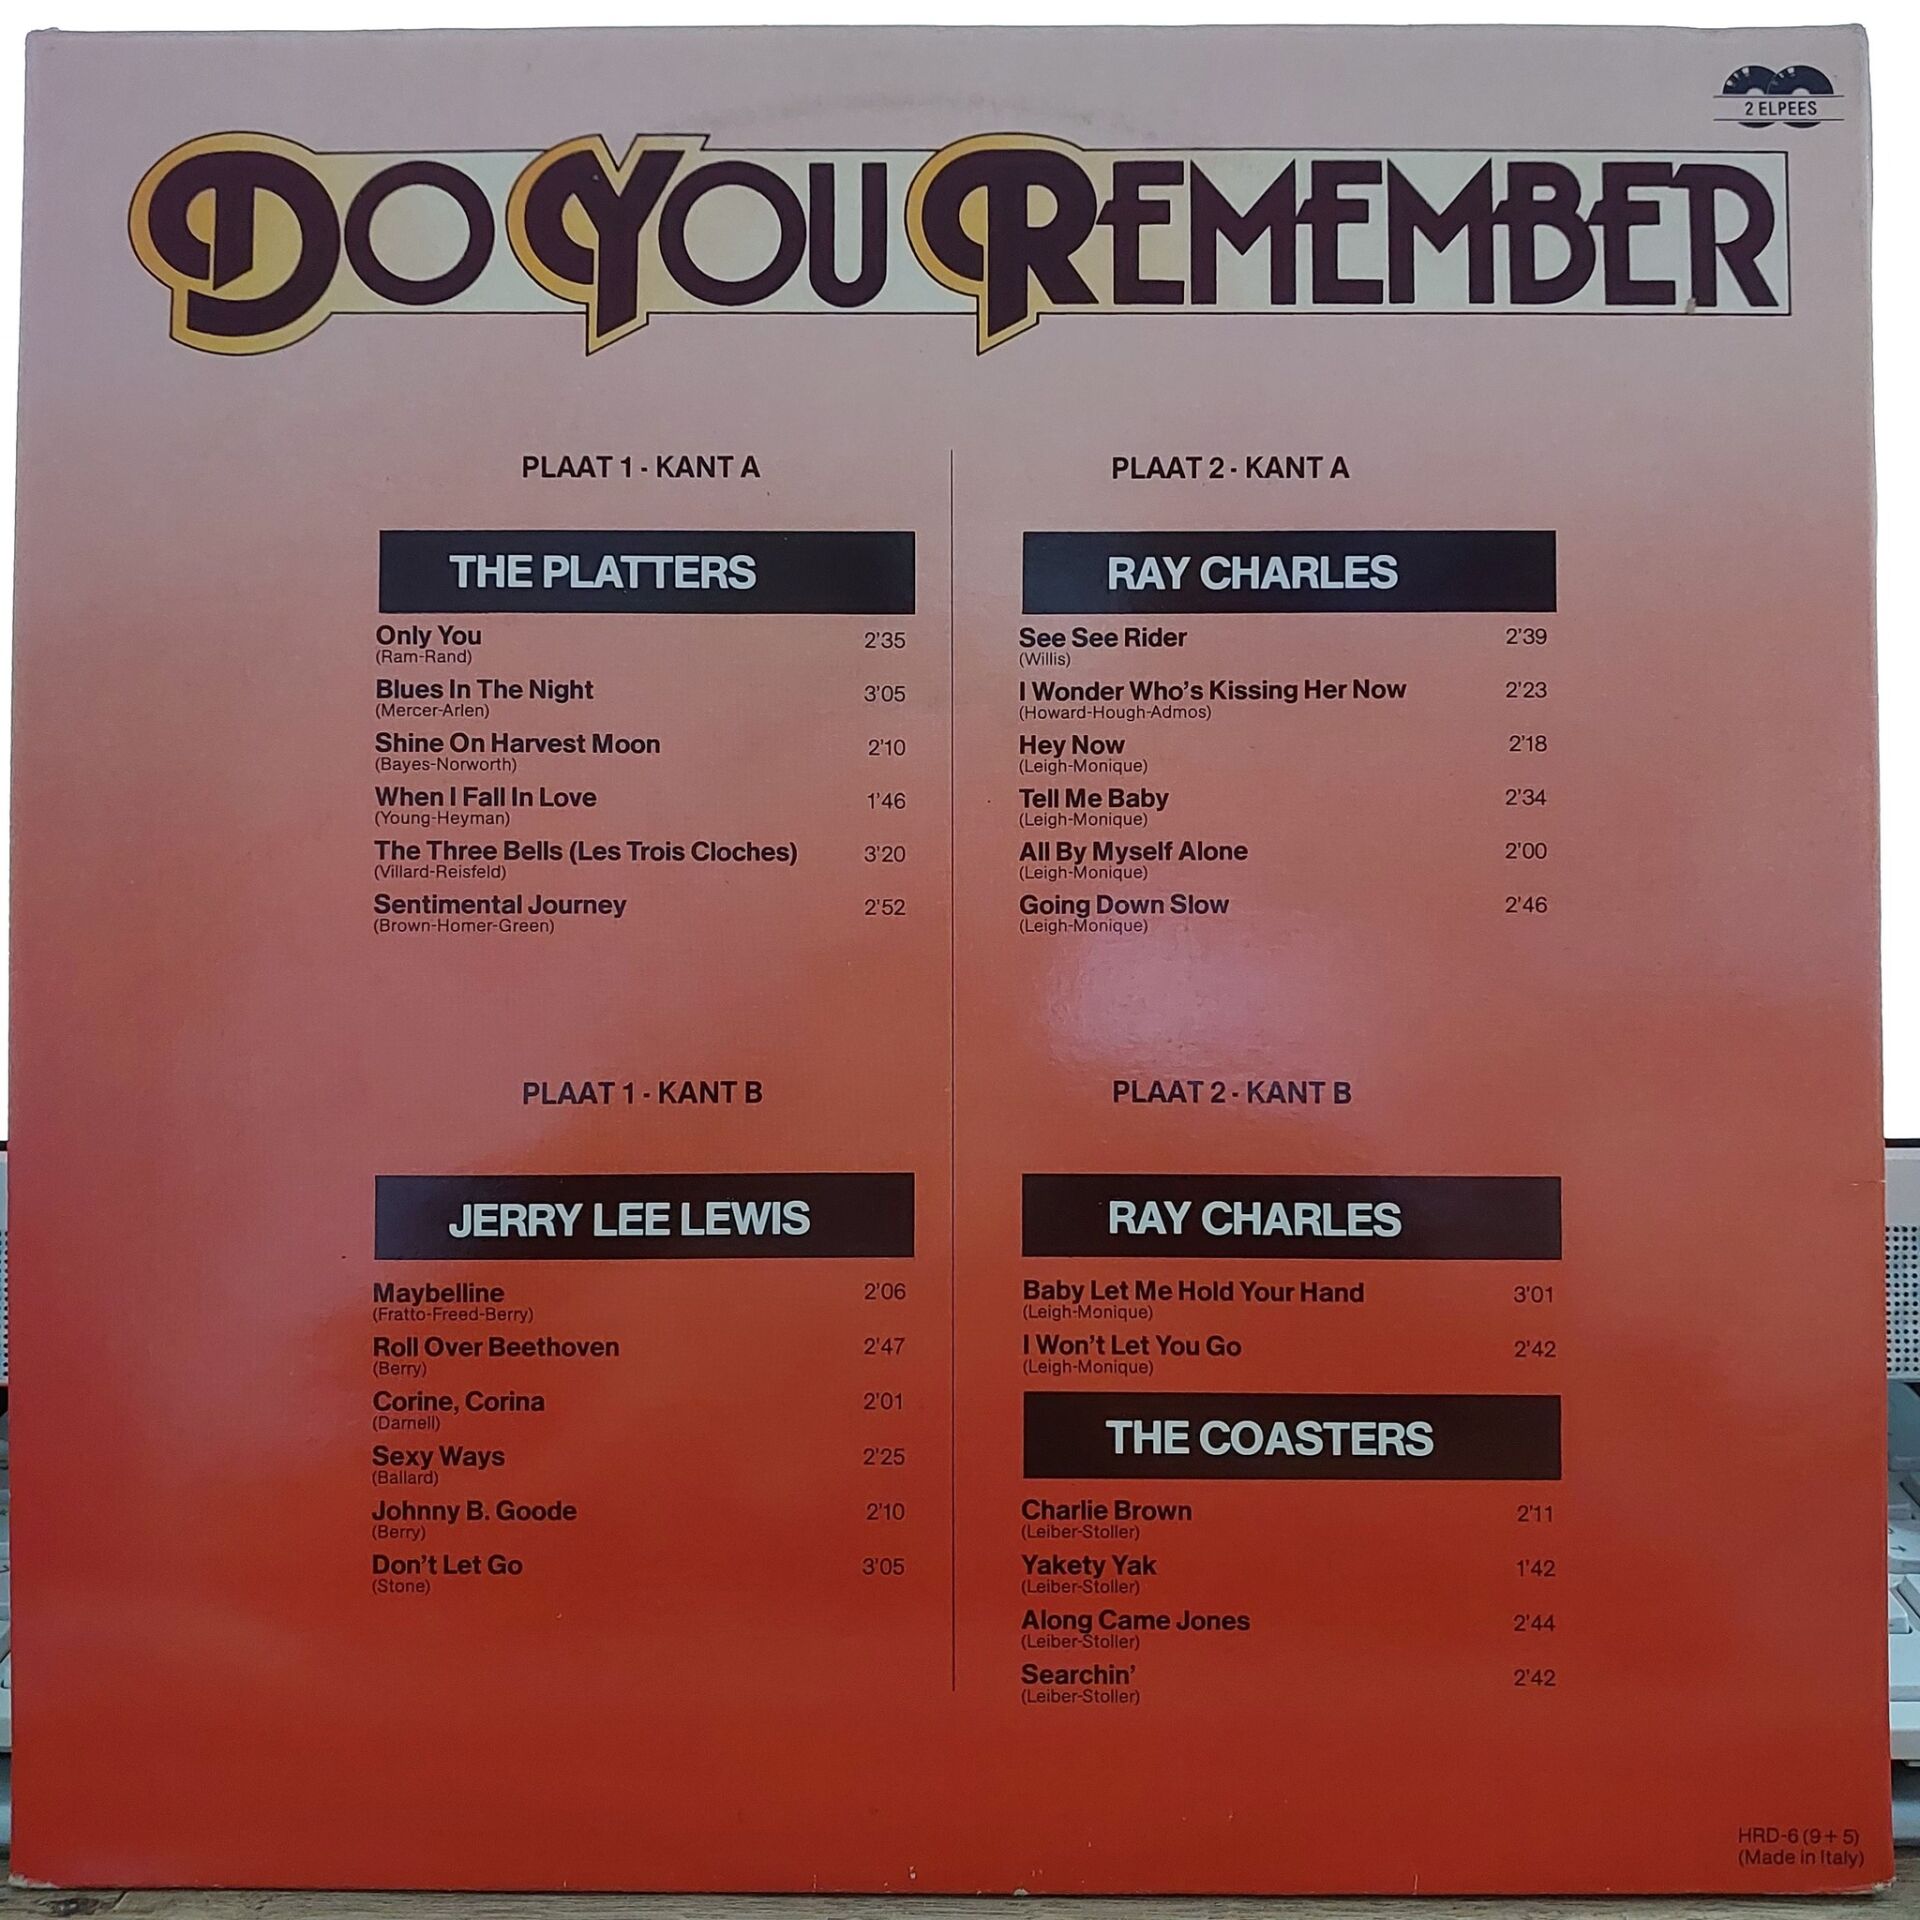 2 ELPEES
DO YOU REMEMBER
PLAAT 1 - KANT A
THE PLATTERS
Only You 2'35
(Ram-Rand)
Blues In The Night 3'05
(Mercer-Arlen)
Shine On Harvest Moon 2'10
(Bayes-Norworth)
When I Fall In Love 1'46
(Young-Heyman)
The Three Bells (Les Trois Cloches) 3'20
(Villard-Reisfeld)
Sentimental Journey 2'52
(Brown-Homer-Green)
PLAAT 1 - KANT B
JERRY LEE LEWIS
Maybelline 2'06
(Fratto-Freed-Berry)
Roll Over Beethoven 2'47
(Berry)
Corine, Corina 2'01
(Darnell)
Sexy Ways 2'25
(Ballard)
Johnny B. Goode 2'10
(Berry)
Don't Let Go 3'05
(Stone)
PLAAT 2 - KANT A
RAY CHARLES
See See Rider 2'39
(Willis)
I Wonder Who's Kissing Her Now 2'23
(Howard-Hough-Admos)
Hey Now 2'18
(Leigh-Monique)
Tell Me Baby 2'34
(Leigh-Monique)
All By Myself Alone 2'00
(Leigh-Monique)
Going Down Slow 2'46
(Leigh-Monique)
PLAAT 2 - KANT B
RAY CHARLES
Baby Let Me Hold Your Hand 3'01
(Leigh-Monique)
I Won't Let You Go 2'42
(Leigh-Monique)
THE COASTERS
Charlie Brown 2'11
(Leiber-Stoller)
Yakety Yak 1'42
(Leiber-Stoller)
Along Came Jones 2'44
(Leiber-Stoller)
Searchin' 2'42
(Leiber-Stoller)
HRD-6 (9 + 5)
(Made in Italy)